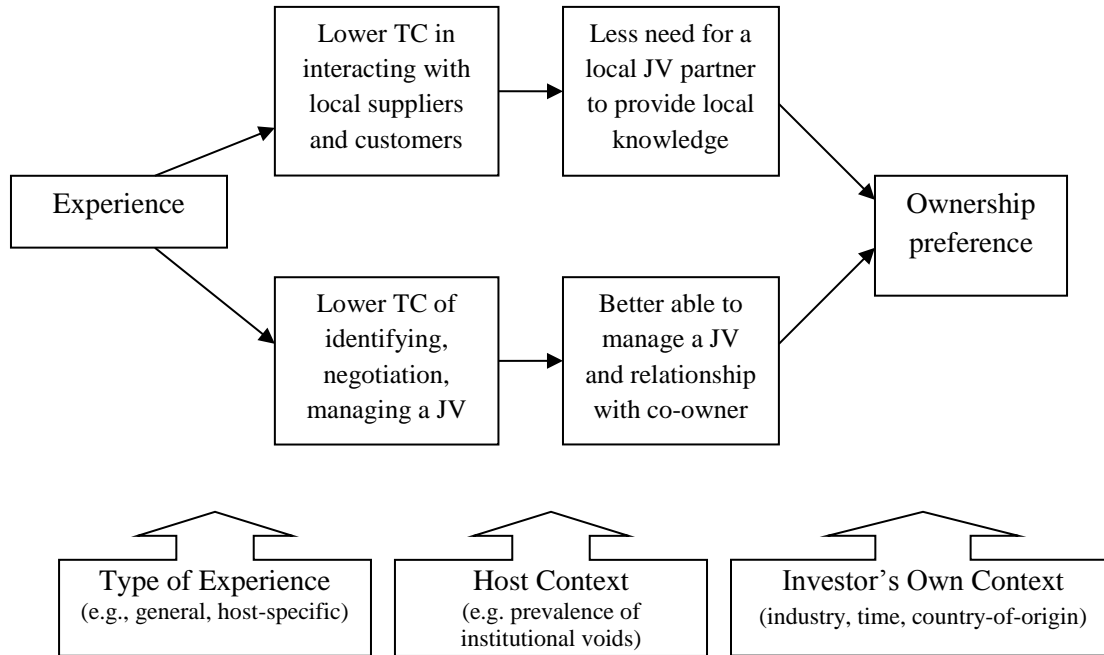 Lower TC in
interacting with
local suppliers
and customers
Less need for a
local JV partner
to provide local
knowledge
Experience
Ownership
preference
Lower TC of
identifying,
negotiation,
managing a JV
Better able to
manage a JV
and relationship
with co-owner
Type of Experience
(e.g., general, host-specific)
Host Context
(e.g. prevalence of
institutional voids)
Investor's Own Context
(industry, time, country-of-origin)